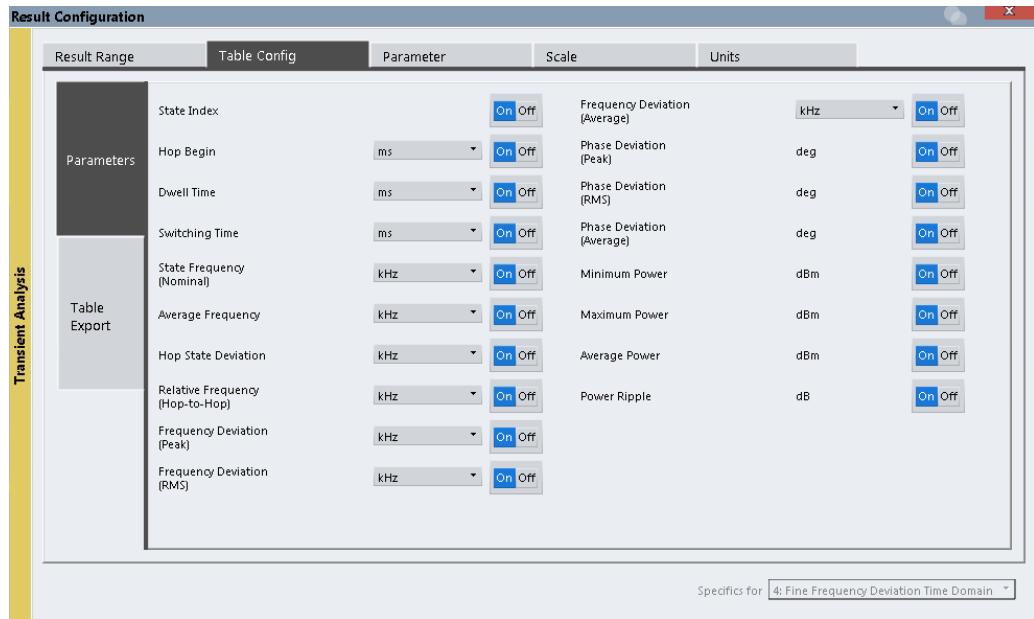 Result Configuration
x
Result Range
Table Config
Parameter
Scale
Units
Transient Analysis
Parameters
Table
Export
State Index
On Off
Hop Begin
ms
On Off
Dwell Time
ms
On Off
Switching Time
ms
On Off
State Frequency
(Nominal)
kHz
On Off
Average Frequency
kHz
On Off
Hop State Deviation
kHz
On Off
Relative Frequency
(Hop-to-Hop)
kHz
On Off
Frequency Deviation
(Peak)
kHz
On Off
Frequency Deviation
(RMS)
kHz
On Off
Frequency Deviation
(Average)
kHz
On Off
Phase Deviation
(Peak)
deg
On Off
Phase Deviation
(RMS)
deg
On Off
Phase Deviation
(Average)
deg
On Off
Minimum Power
dBm
On Off
Maximum Power
dBm
On Off
Average Power
dBm
On Off
Power Ripple
dB
On Off
Specifics for
4: Fine Frequency Deviation Time Domain